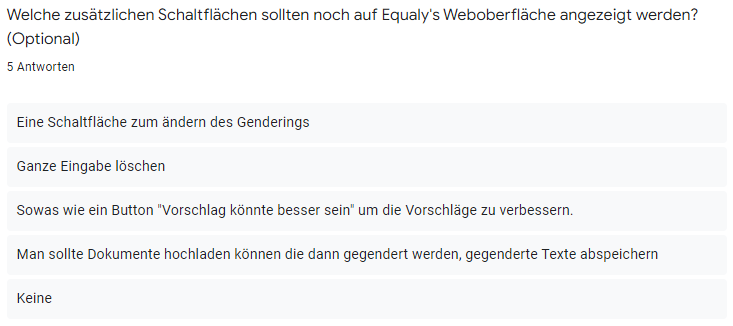 Welche zusätzlichen Schaltflächen sollten noch auf Equaly's Weboberfläche angezeigt werden?
(Optional)
5 Antworten
Eine Schaltfläche zum ändern des Genderings
Ganze Eingabe löschen
Sowas wie ein Button "Vorschlag könnte besser sein" um die Vorschläge zu verbessern.
Man sollte Dokumente hochladen können die dann gegendert werden, gegenderte Texte abspeichern
Keine